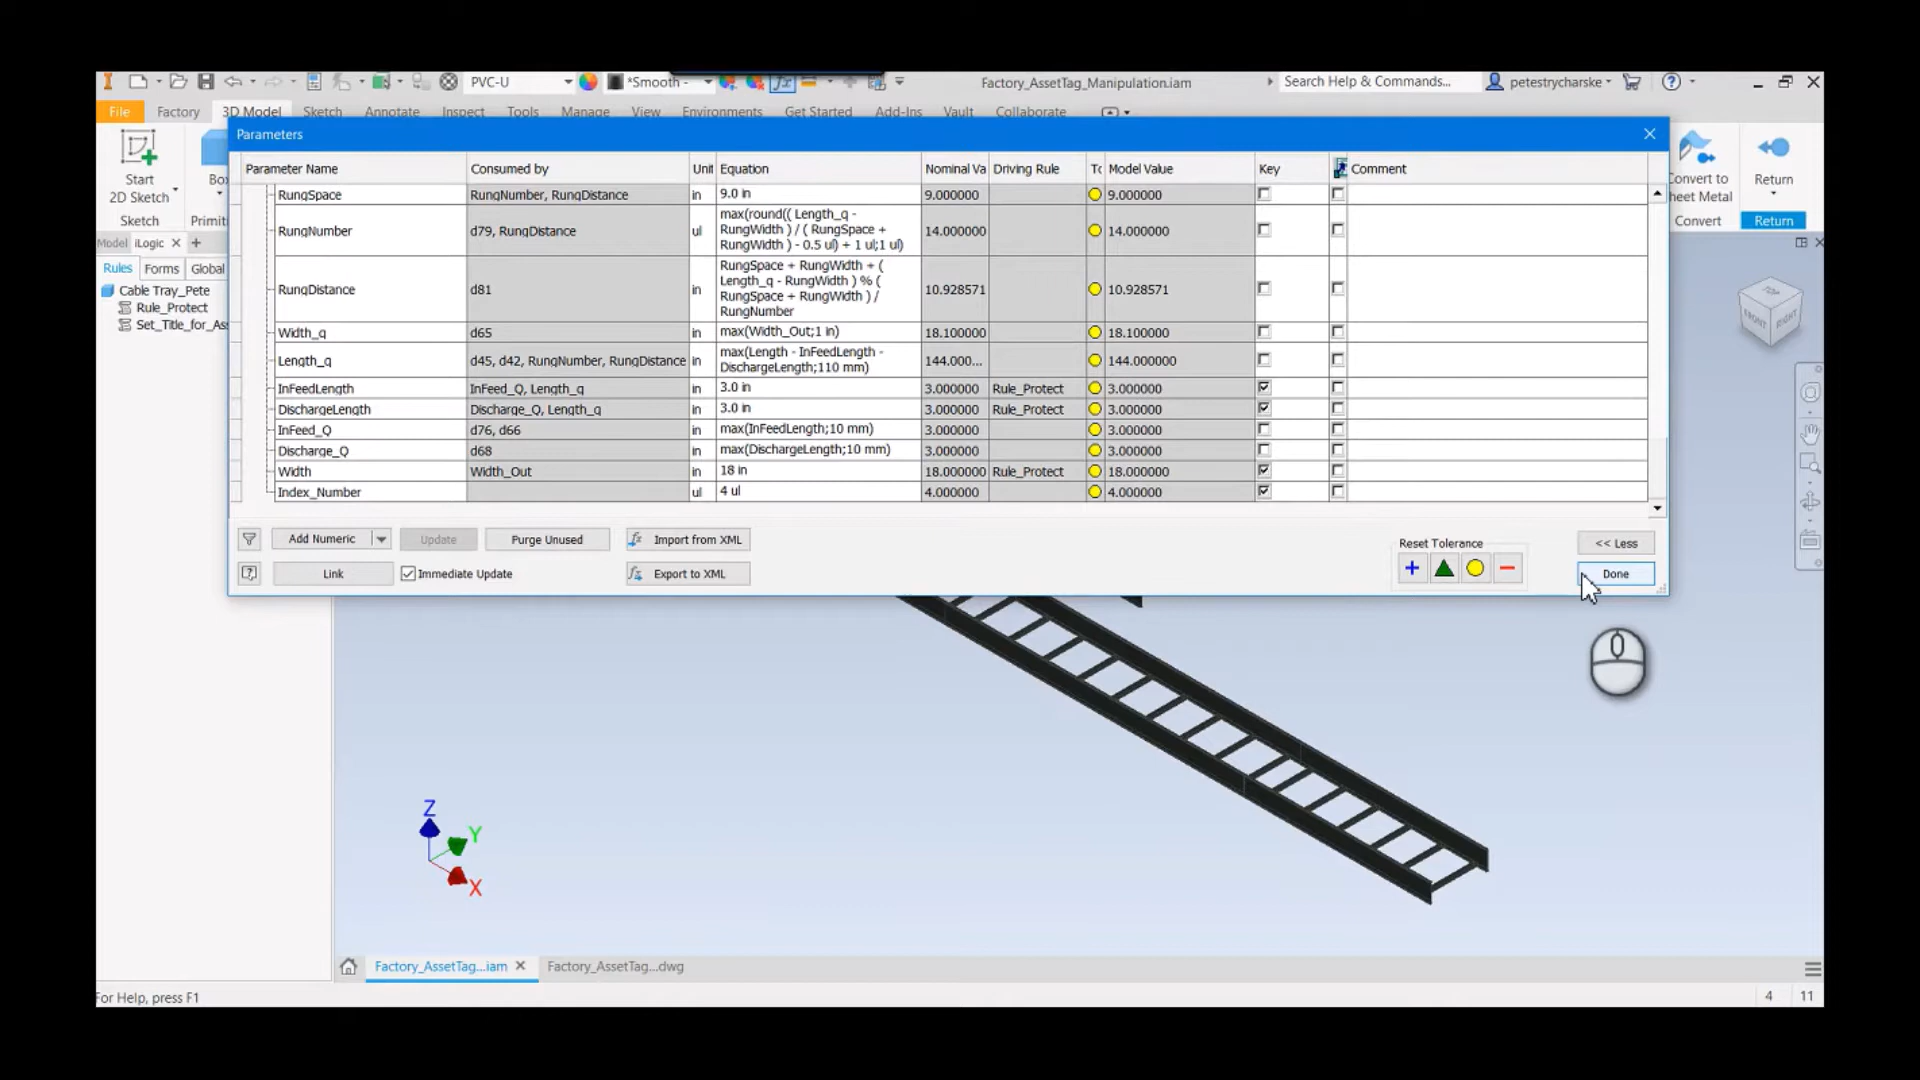 PVC-U
*Smooth -
Factory_AssetTag_Manipulation.iam
Search Help & Commands...
petestrycharske
File Factory 3D Model Sketch Annotate Inspect Tools Manage View Environments Get Started Add-Ins Vault Collaborate
Parameters
Start
2D Sketch
Sketch
Box
Primiti
Convert to
heet Metal
Convert
Return
Return
Parameter Name Consumed by Unit Equation Nominal Va Driving Rule To Model Value Key Comment
RungSpace RungNumber, RungDistance in 9.0 in 9.000000 9.000000
RungNumber d79, RungDistance ul max(round(( Length_q -
RungWidth ) / ( RungSpace +
RungWidth ) - 0.5 ul) + 1 ul;1 ul) 14.000000 14.000000
RungDistance d81 in RungSpace + RungWidth + (
Length_q - RungWidth ) % (
RungSpace + RungWidth ) /
RungNumber 10.928571 10.928571
Width_q d65 in max(Width_Out;1 in) 18.100000 18.100000
Length_q d45, d42, RungNumber, RungDistance in max(Length - InFeedLength -
DischargeLength;110 mm) 144.000... 144.000000
InFeedLength InFeed_Q, Length_q in 3.0 in 3.000000 Rule_Protect 3.000000
DischargeLength Discharge_Q, Length_q in 3.0 in 3.000000 Rule_Protect 3.000000
InFeed_Q d76, d66 in max(InFeedLength;10 mm) 3.000000 3.000000
Discharge_Q d68 in max(DischargeLength;10 mm) 3.000000 3.000000
Width Width_Out in 18 in 18.000000 Rule_Protect 18.000000
Index_Number ul 4 ul 4.000000 4.000000
Add Numeric Update Purge Unused Import from XML
Link Immediate Update Export to XML
Reset Tolerance
<< Less
Done
Model iLogic
Rules Forms Global
Cable Tray_Pete
Rule_Protect
Set_Title_for_Ass
FRONT RIGHT
Z
Y
X
Factory_AssetTag...iam Factory_AssetTag...dwg
For Help, press F1
4 11